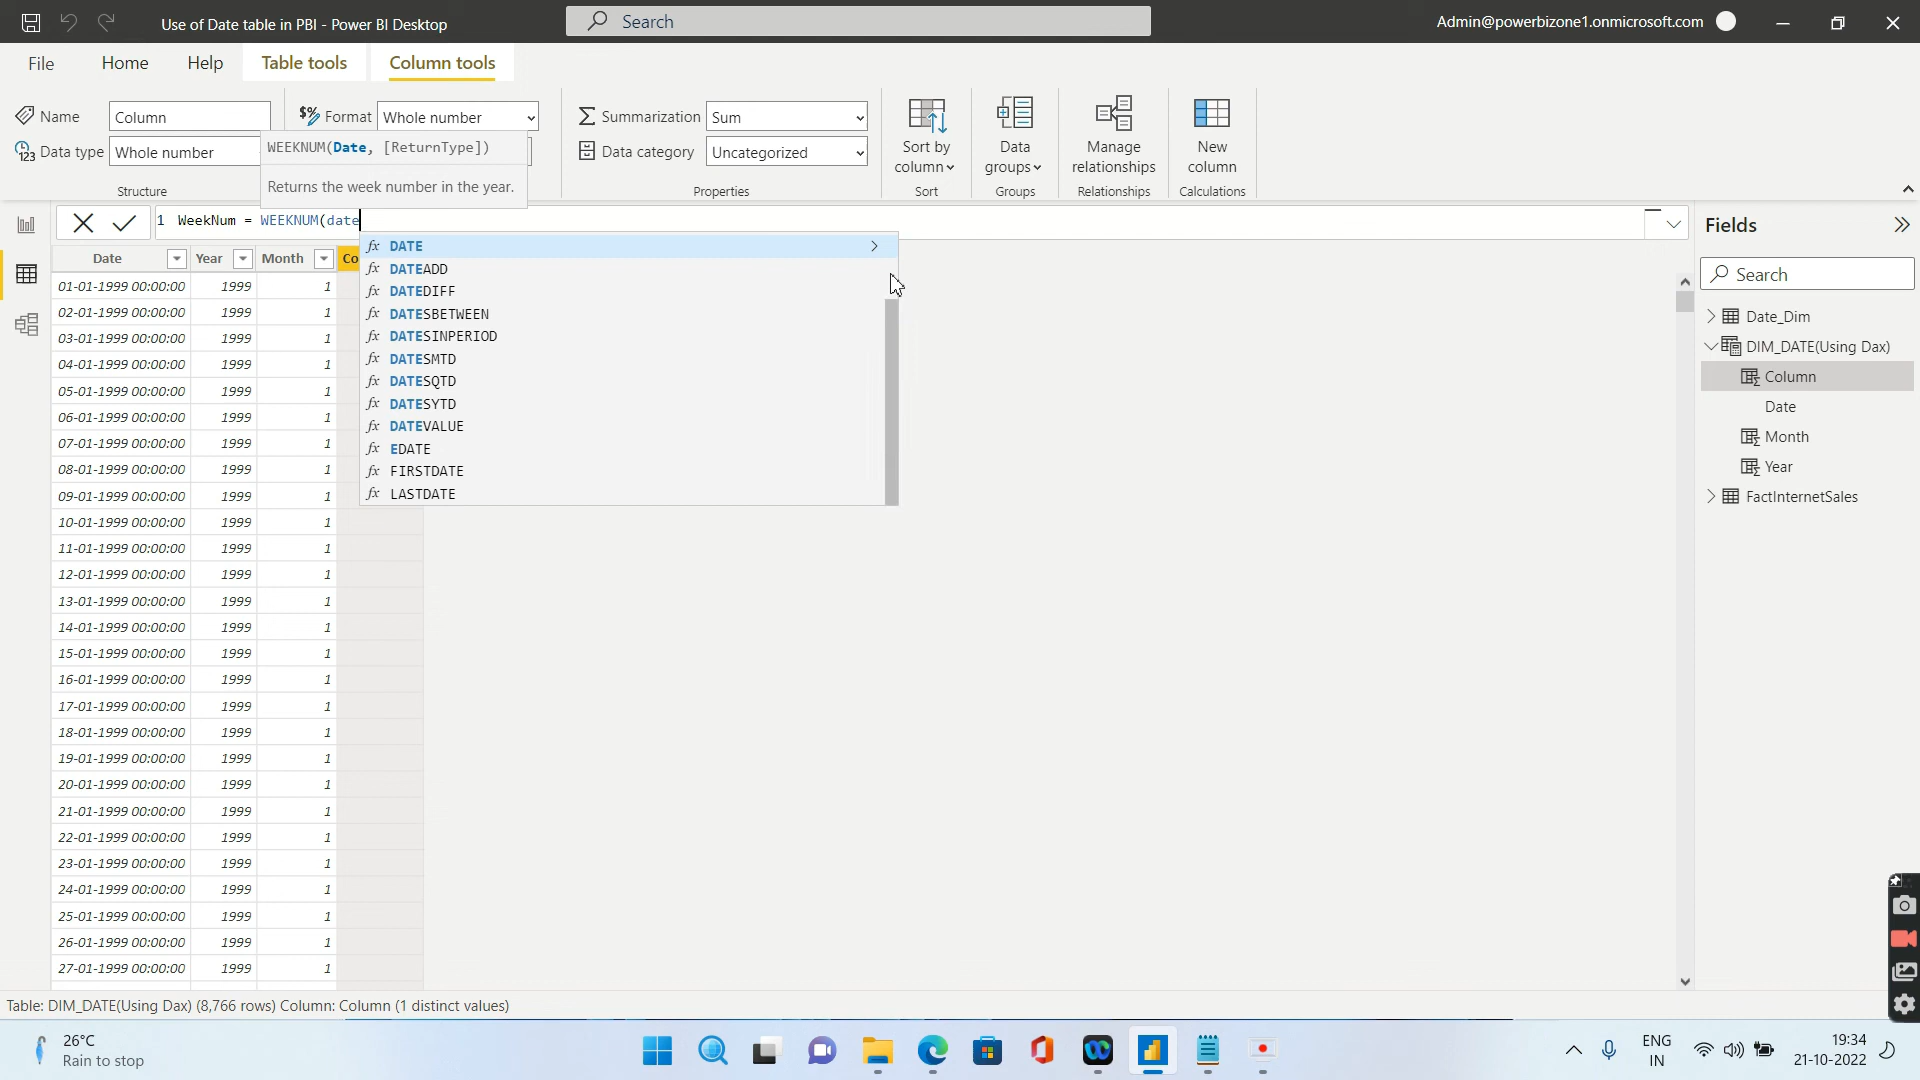 Use of Date table in PBI - Power BI Desktop
Search
Admin@powerbizone1.onmicrosoft.com
File
Home
Help
Table tools
Column tools
Name
Column
Data type
Whole number
Structure
Format
Whole number
WEEKNUM(Date, [ReturnType])
Returns the week number in the year.
Summarization
Sum
Data category
Uncategorized
Properties
Sort by
column
Sort
Data
groups
Groups
Manage
relationships
Relationships
New
column
Calculations
1 WeekNum = WEEKNUM(date
DATE
DATEADD
DATEDIFF
DATESBETWEEN
DATESINPERIOD
DATESMTD
DATESQTD
DATESYTD
DATEVALUE
EDATE
FIRSTDATE
LASTDATE
Date Year Month Co
01-01-1999 00:00:00 1999 1
02-01-1999 00:00:00 1999 1
03-01-1999 00:00:00 1999 1
04-01-1999 00:00:00 1999 1
05-01-1999 00:00:00 1999 1
06-01-1999 00:00:00 1999 1
07-01-1999 00:00:00 1999 1
08-01-1999 00:00:00 1999 1
09-01-1999 00:00:00 1999 1
10-01-1999 00:00:00 1999 1
11-01-1999 00:00:00 1999 1
12-01-1999 00:00:00 1999 1
13-01-1999 00:00:00 1999 1
14-01-1999 00:00:00 1999 1
15-01-1999 00:00:00 1999 1
16-01-1999 00:00:00 1999 1
17-01-1999 00:00:00 1999 1
18-01-1999 00:00:00 1999 1
19-01-1999 00:00:00 1999 1
20-01-1999 00:00:00 1999 1
21-01-1999 00:00:00 1999 1
22-01-1999 00:00:00 1999 1
23-01-1999 00:00:00 1999 1
24-01-1999 00:00:00 1999 1
25-01-1999 00:00:00 1999 1
26-01-1999 00:00:00 1999 1
27-01-1999 00:00:00 1999 1
Fields
Search
Date_Dim
DIM_DATE(Using Dax)
Column
Date
Month
Year
FactInternetSales
Table: DIM_DATE(Using Dax) (8,766 rows) Column: Column (1 distinct values)
26°C
Rain to stop
ENG
IN
19:34
21-10-2022